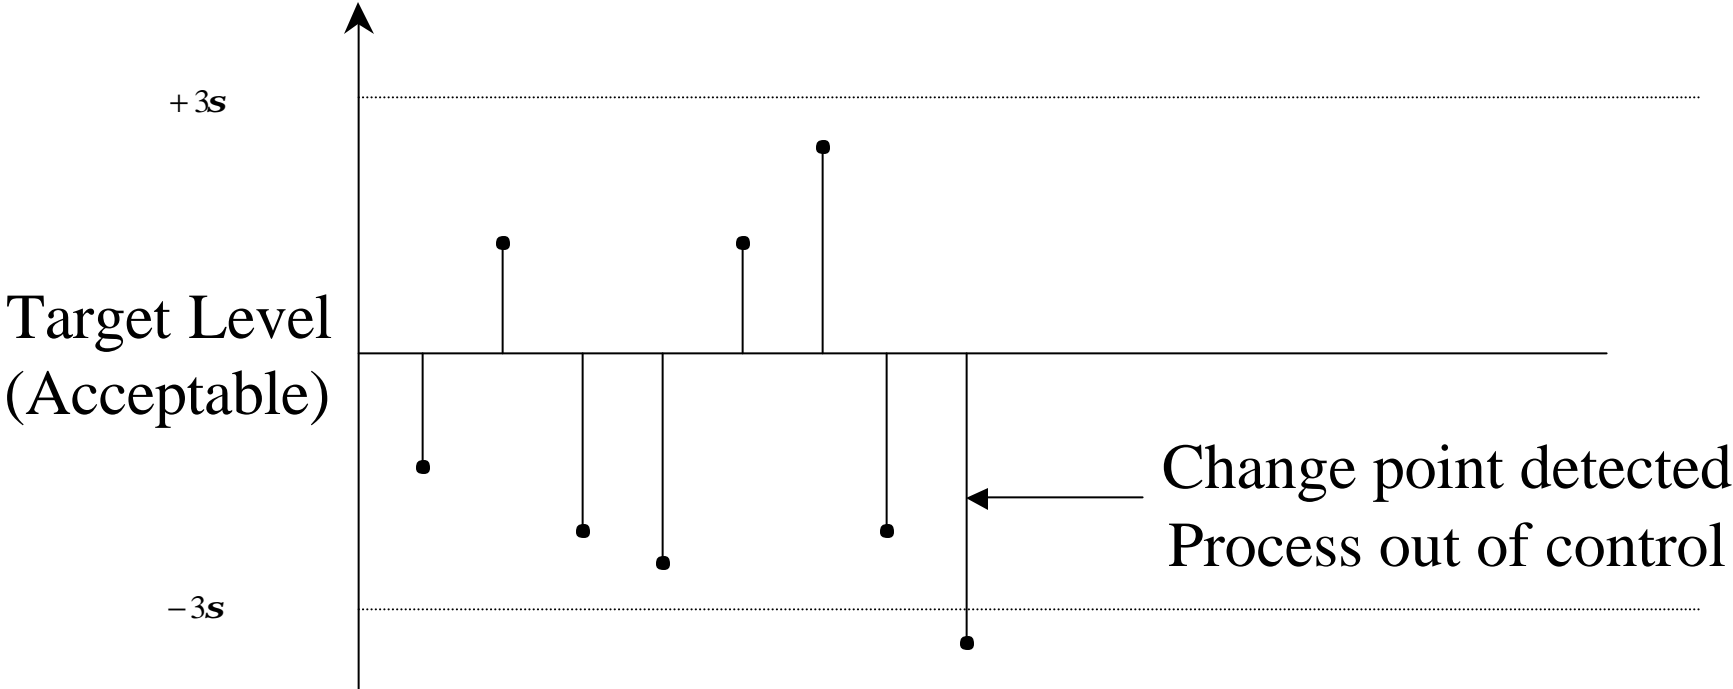 +3s
Target Level
(Acceptable)
Change point detected
Process out of control
−3s